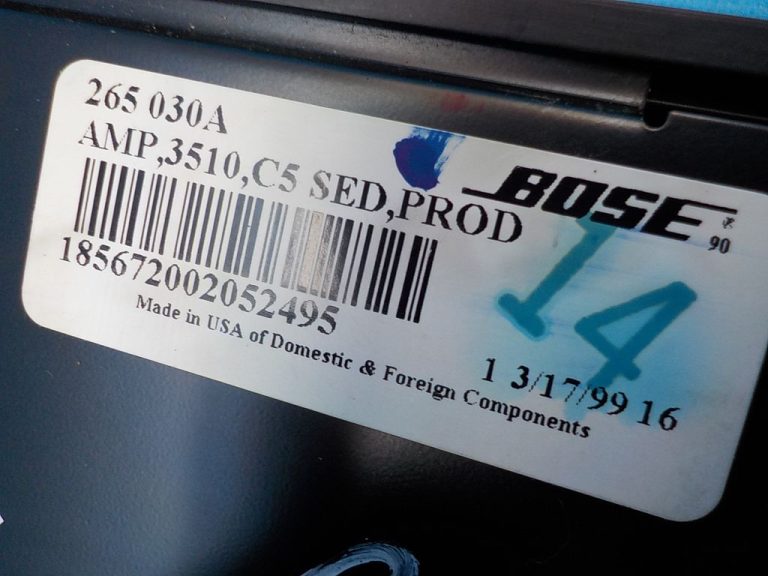 265 030A
AMP,3510,C5 SED,PROD
BOSE
90
185672002052495
14
Made in USA of Domestic & Foreign Components
1 3/17/99 16